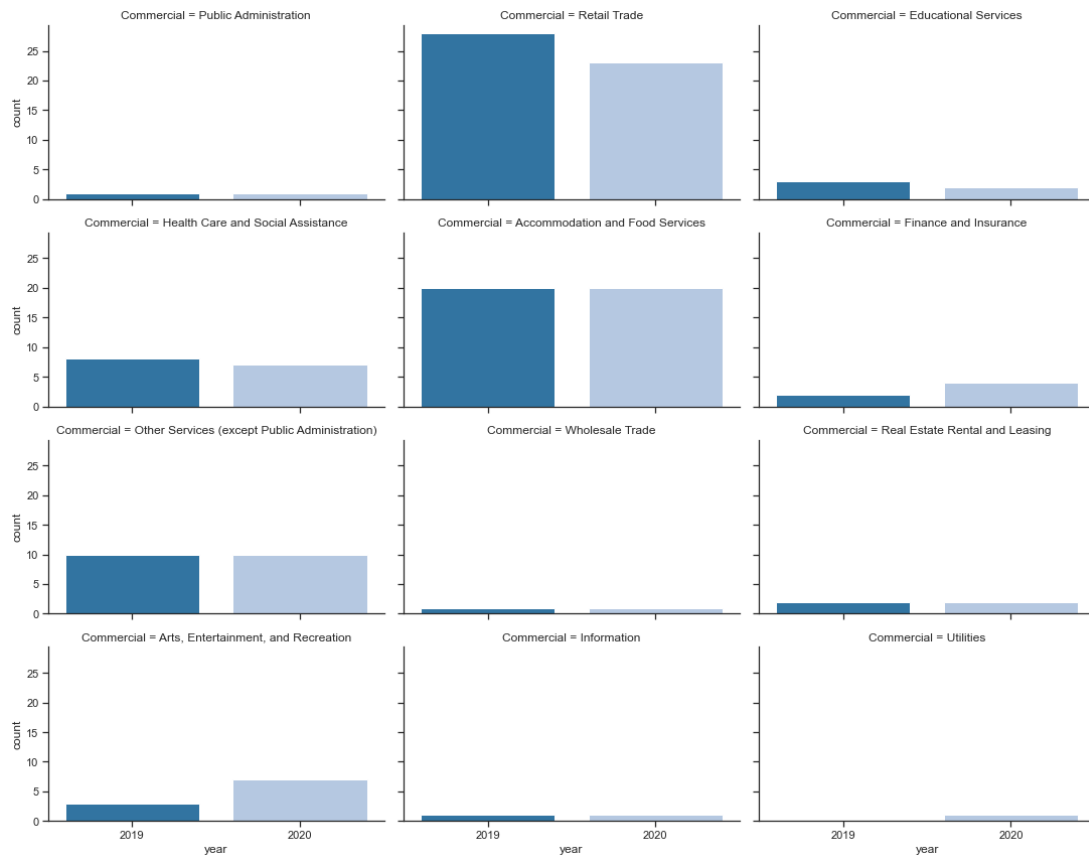 Commercial = Public Administration
Commercial = Retail Trade
Commercial = Educational Services
25
20
15
10
5
0
count
Commercial = Health Care and Social Assistance
Commercial = Accommodation and Food Services
Commercial = Finance and Insurance
25
20
15
10
5
0
count
Commercial = Other Services (except Public Administration)
Commercial = Wholesale Trade
Commercial = Real Estate Rental and Leasing
25
20
15
10
5
0
count
Commercial = Arts, Entertainment, and Recreation
Commercial = Information
Commercial = Utilities
25
20
15
10
5
0
count
2019 2020
year
2019 2020
year
2019 2020
year